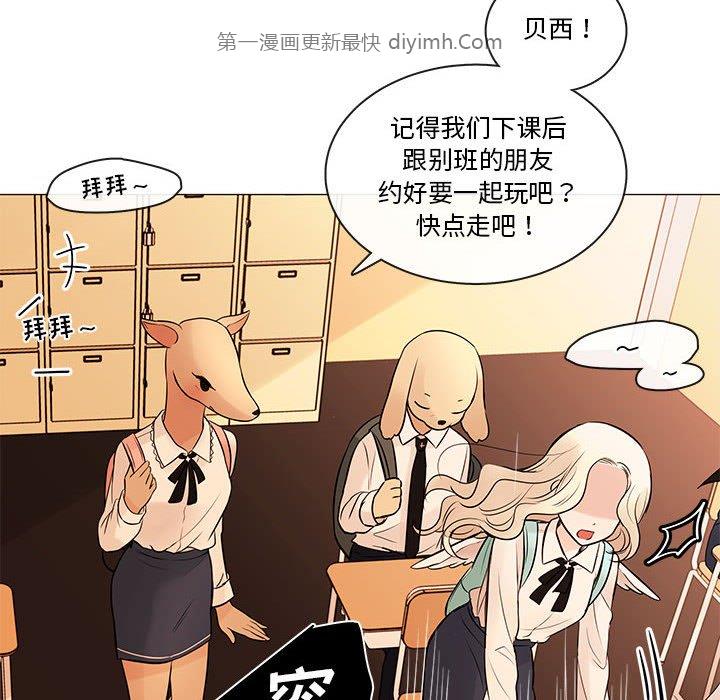 第一漫画更新最快 diyimh.Com
贝西！
记得我们下课后
跟别班的朋友
约好要一起玩吧？
快点走吧！
拜拜～
拜拜～
～
～